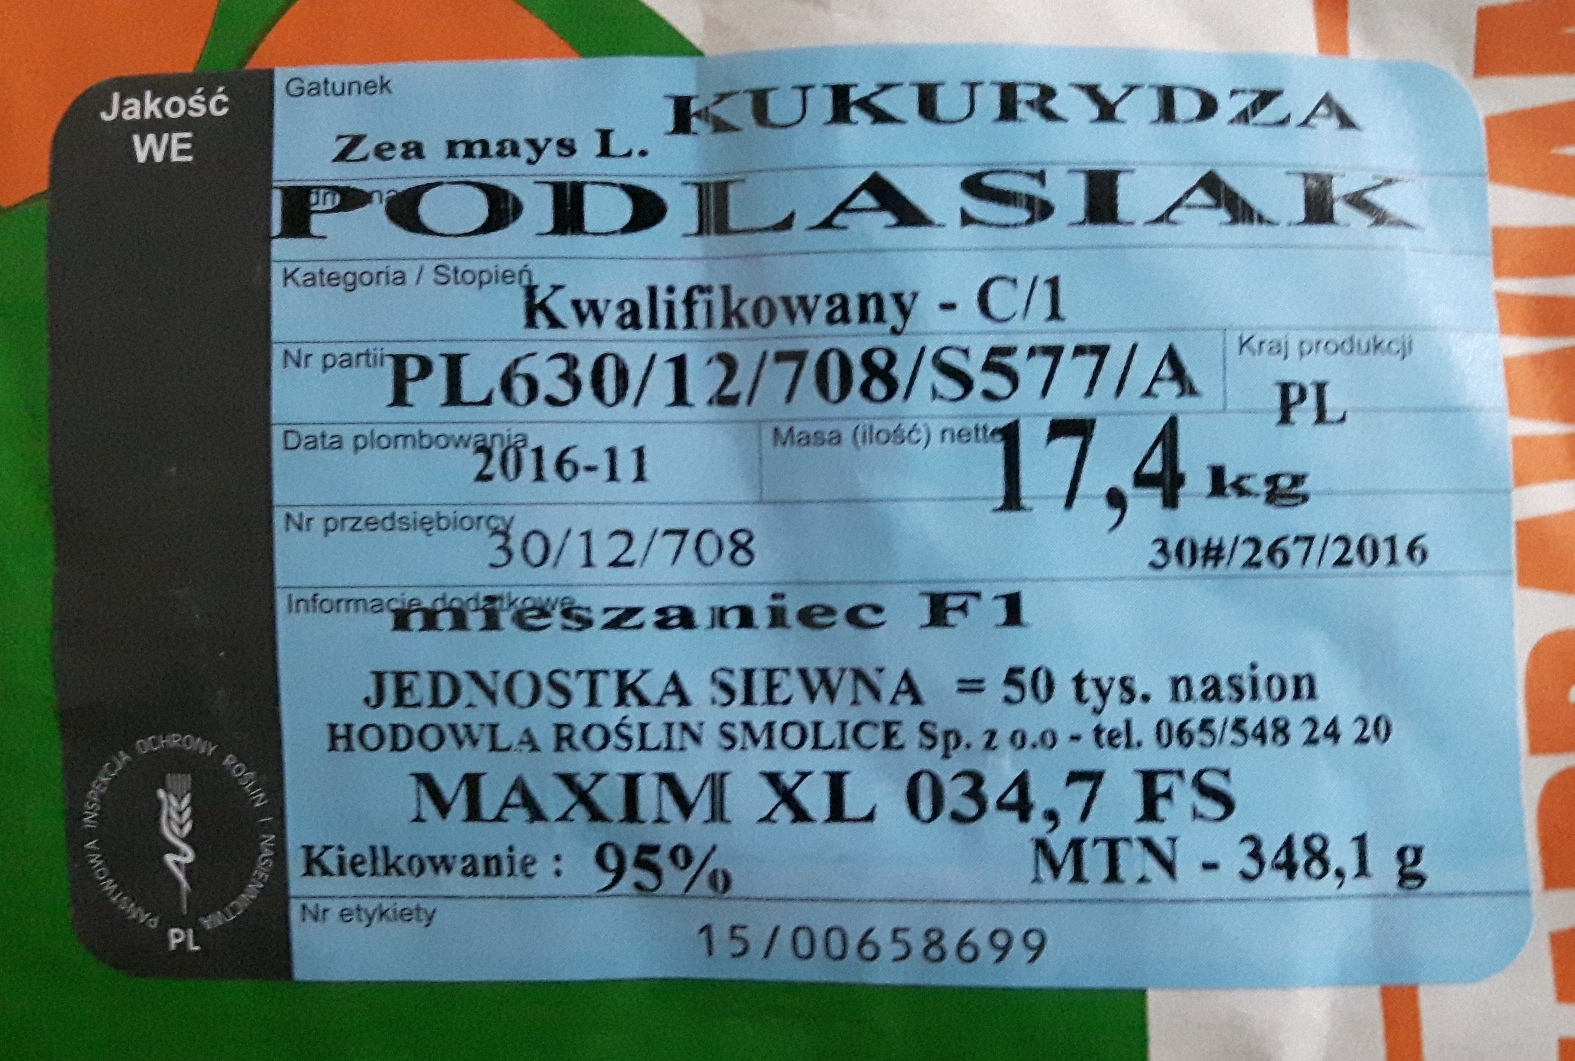 Jakość
WE
Gatunek
Zea mays L. KUKURYDZA
PODLASIAK
Kategoria / Stopień
Kwalifikowany - C/1
Nr partii PL630/12/708/S577/A
Kraj produkcji
PL
Data plombowania
2016-11
Masa (ilość) netto 17,4 kg
Nr przedsiębiorcy
30/12/708
30#/267/2016
Informacje dodatkowe
mieszaniec F1
JEDNOSTKA SIEWNA = 50 tys. nasion
HODOWLA ROŚLIN SMOLICE Sp. z o.o - tel. 065/548 24 20
MAXIM XL 034,7 FS
Kiełkowanie : 95% MTN - 348,1 g
Nr etykiety
15/00658699
PAŃSTWOWA INSPEKCJA OCHRONY ROŚLIN I NASIENNICTWA
PL